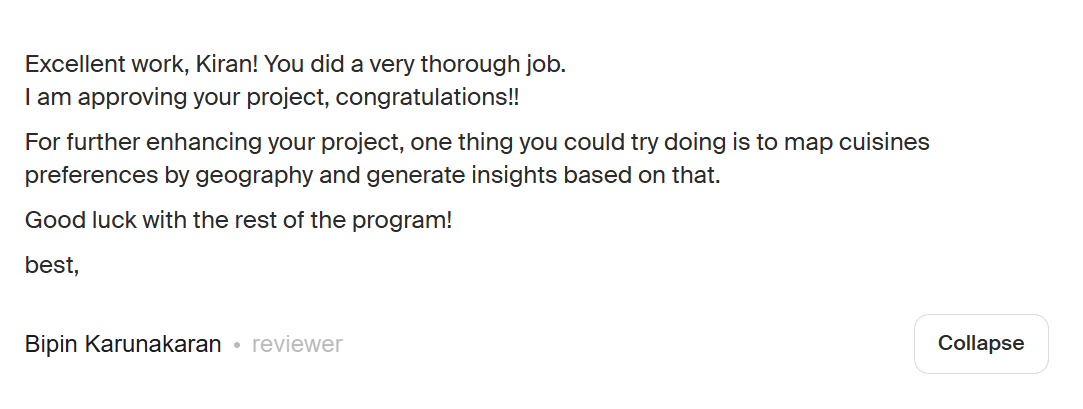 Excellent work, Kiran! You did a very thorough job.
I am approving your project, congratulations!!
For further enhancing your project, one thing you could try doing is to map cuisines
preferences by geography and generate insights based on that.
Good luck with the rest of the program!
best,
Bipin Karunakaran • reviewer
Collapse